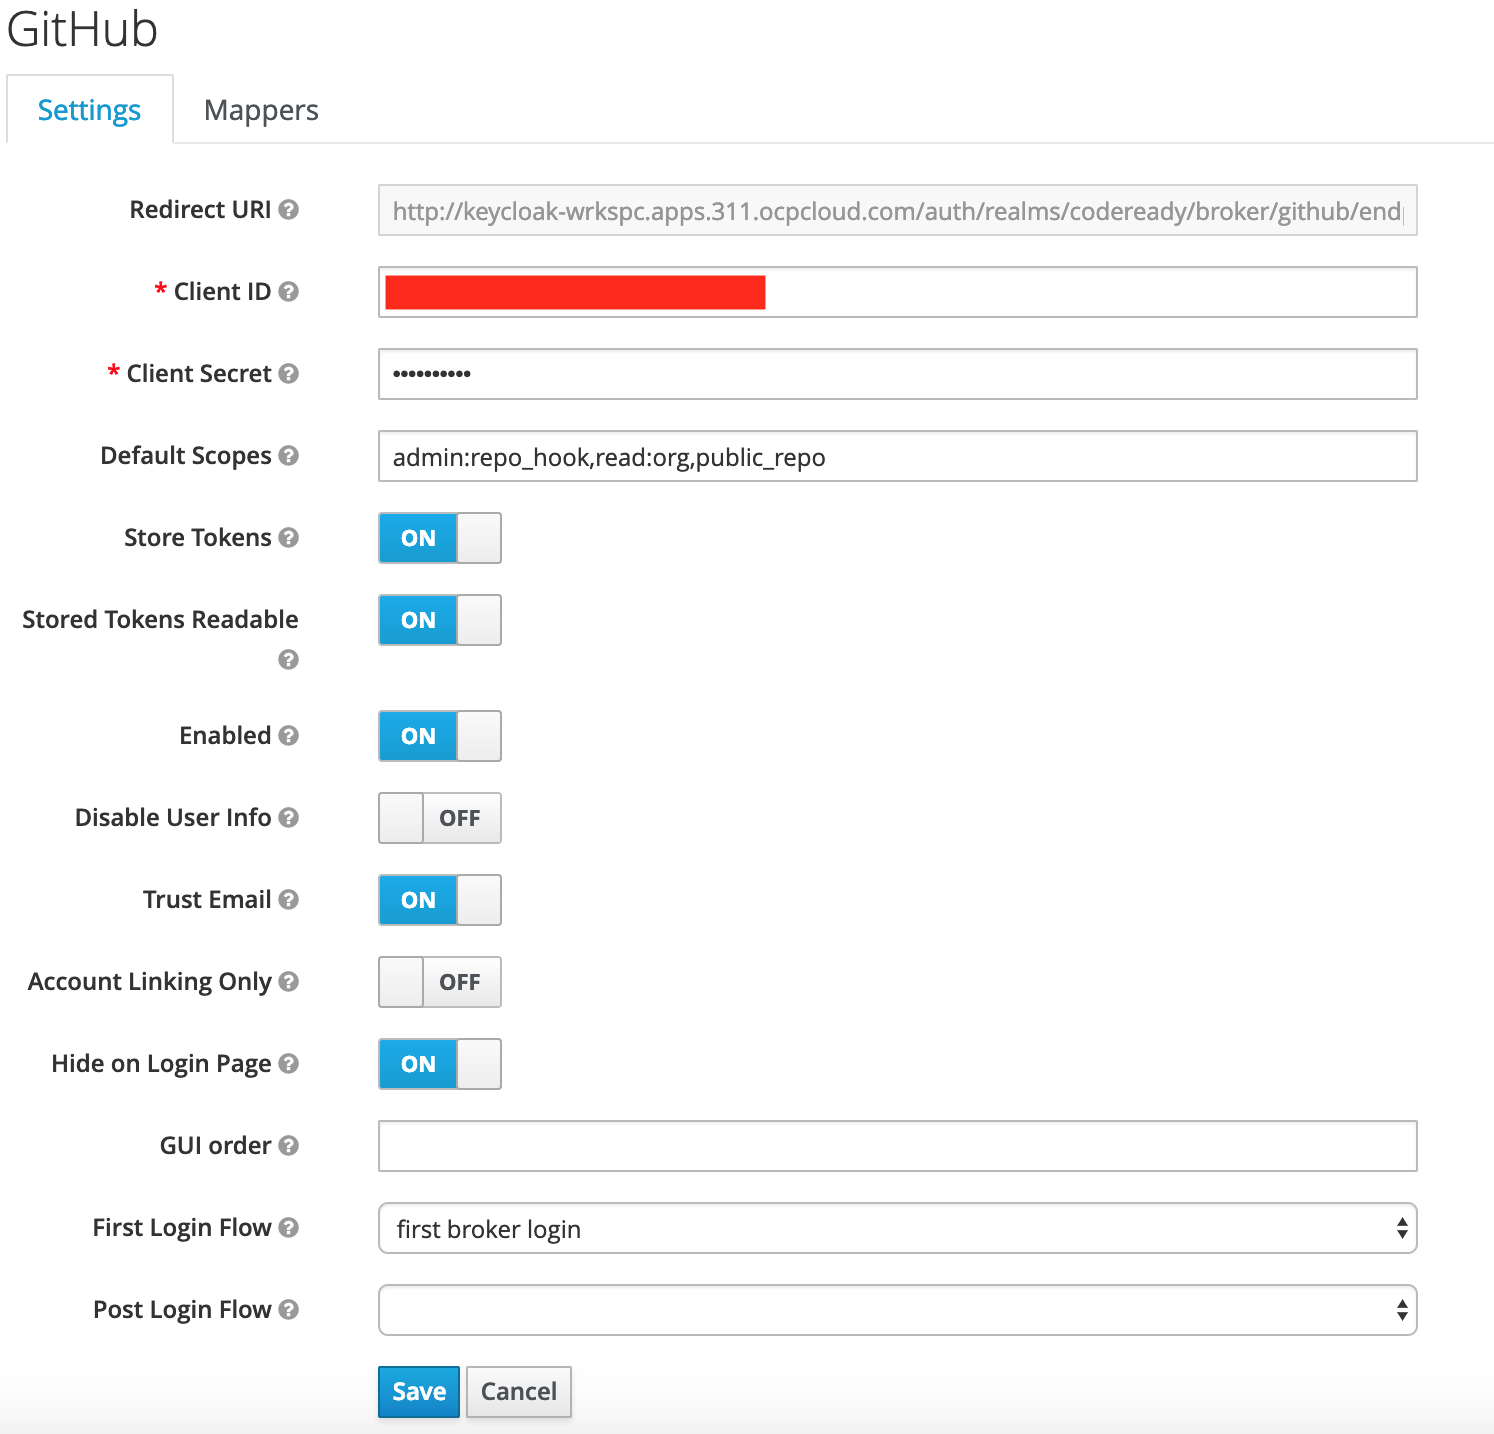 GitHub
Settings Mappers
Redirect URI http://keycloak-wrkspc.apps.311.ocpcloud.com/auth/realms/codeready/broker/github/end
* Client ID
* Client Secret ••••••••••
Default Scopes admin:repo_hook,read:org,public_repo
Store Tokens ON
Stored Tokens Readable ON
Enabled ON
Disable User Info OFF
Trust Email ON
Account Linking Only OFF
Hide on Login Page ON
GUI order
First Login Flow first broker login
Post Login Flow
Save Cancel